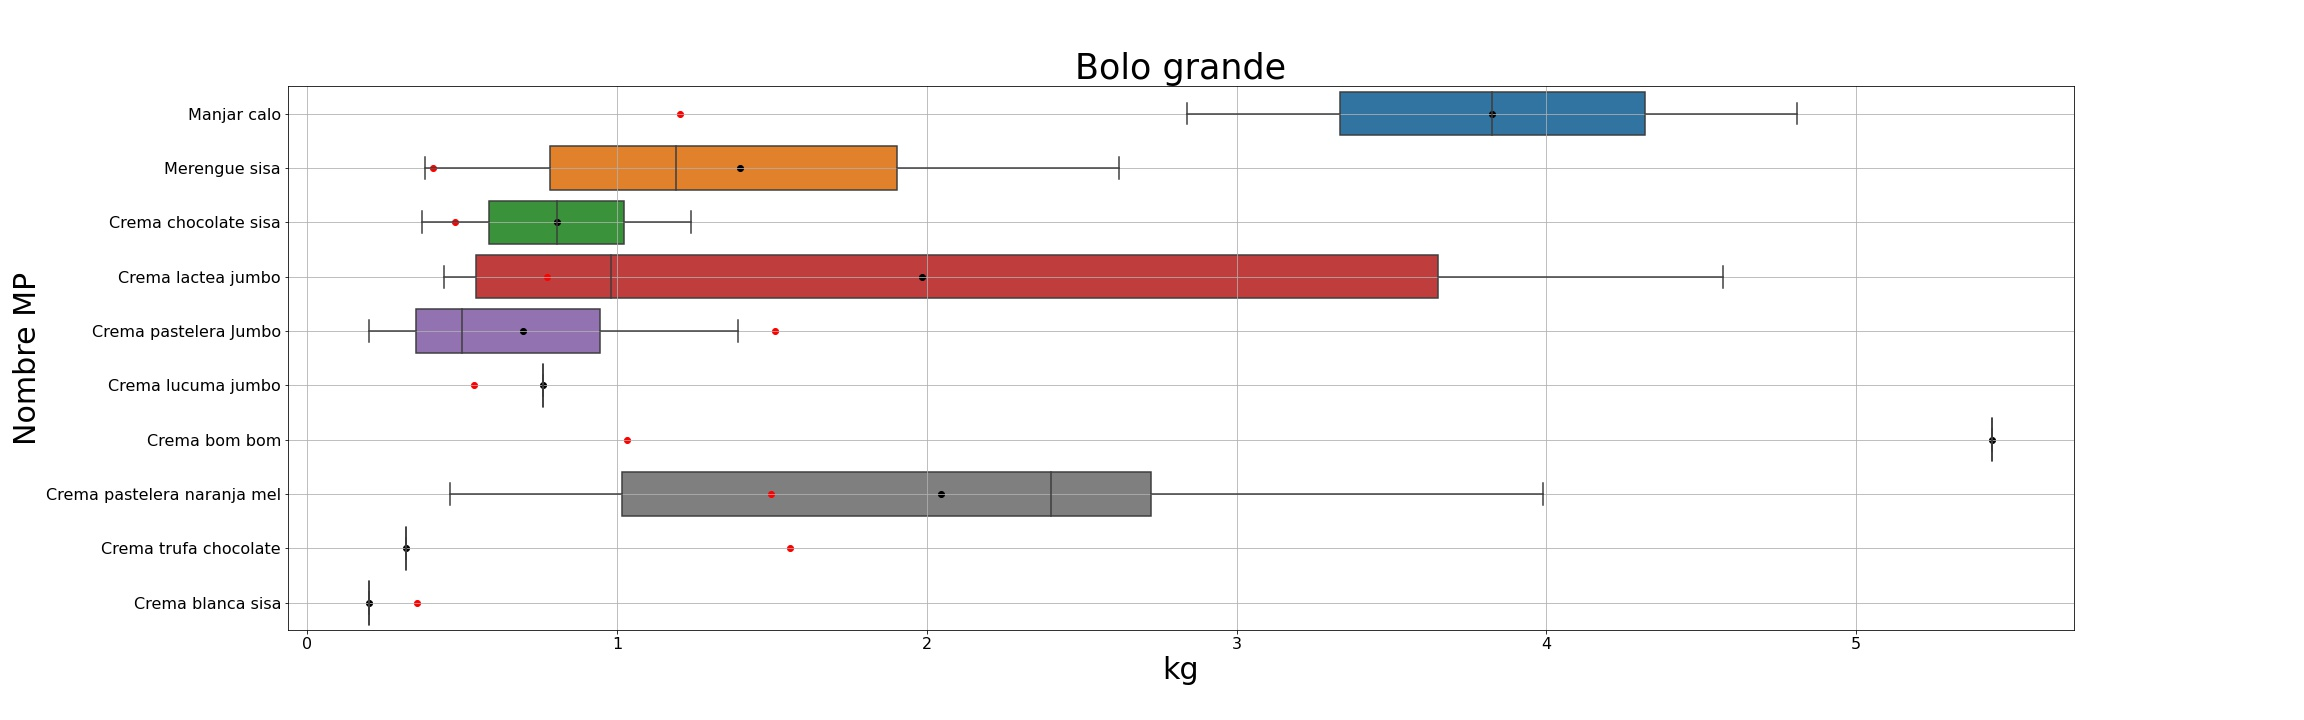 Bolo grande
Nombre MP
Manjar calo
Merengue sisa
Crema chocolate sisa
Crema lactea jumbo
Crema pastelera Jumbo
Crema lucuma jumbo
Crema bom bom
Crema pastelera naranja mel
Crema trufa chocolate
Crema blanca sisa
0 1 2 3 4 5
kg